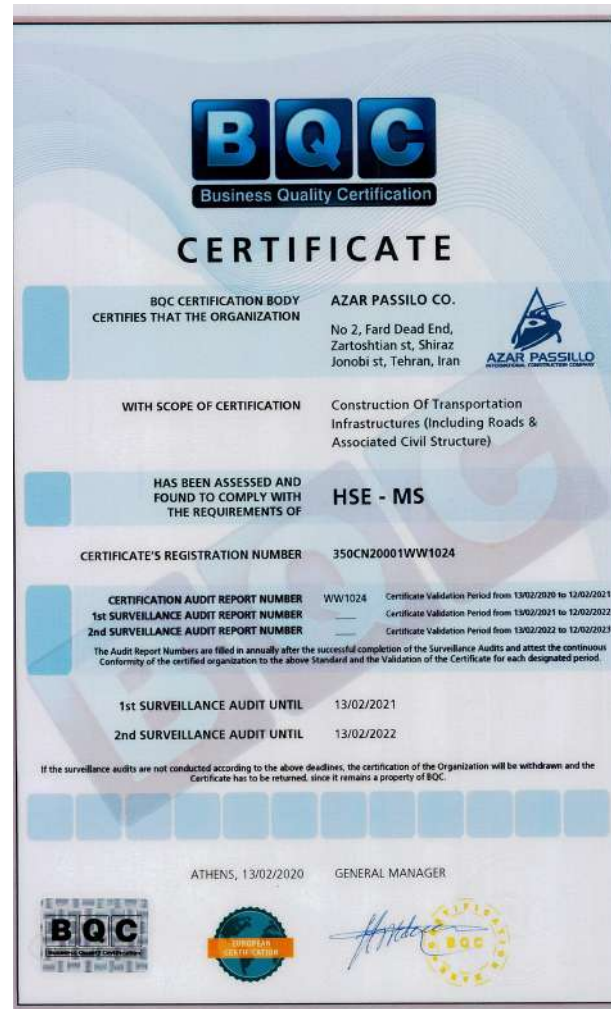 BQC
Business Quality Certification
CERTIFICATE
BQC CERTIFICATION BODY
CERTIFIES THAT THE ORGANIZATION
AZAR PASSILO CO.
No 2, Fard Dead End,
Zartoshtian st, Shiraz
Jonobi st, Tehran, Iran
AZAR PASSILLO
INTERNATIONAL CONSTRUCTION COMPANY
WITH SCOPE OF CERTIFICATION
Construction Of Transportation
Infrastructures (Including Roads &
Associated Civil Structure)
HAS BEEN ASSESSED AND
FOUND TO COMPLY WITH
THE REQUIREMENTS OF
HSE - MS
CERTIFICATE'S REGISTRATION NUMBER 350CN20001WW1024
CERTIFICATION AUDIT REPORT NUMBER WW1024 Certificate Validation Period from 13/02/2020 to 12/02/2021
1st SURVEILLANCE AUDIT REPORT NUMBER ___ Certificate Validation Period from 13/02/2021 to 12/02/2022
2nd SURVEILLANCE AUDIT REPORT NUMBER ___ Certificate Validation Period from 13/02/2022 to 12/02/2023
The Audit Report Numbers are filled in annually after the successful completion of the Surveillance Audits and attest the continuous
Conformity of the certified organization to the above Standard and the Validation of the Certificate for each designated period.
1st SURVEILLANCE AUDIT UNTIL 13/02/2021
2nd SURVEILLANCE AUDIT UNTIL 13/02/2022
If the surveillance audits are not conducted according to the above deadlines, the certification of the Organization will be withdrawn and the
Certificate has to be returned, since it remains a property of BQC.
ATHENS, 13/02/2020 GENERAL MANAGER
BQC
Business Quality Certification
EUROPEAN
CERTIFICATION
BQC